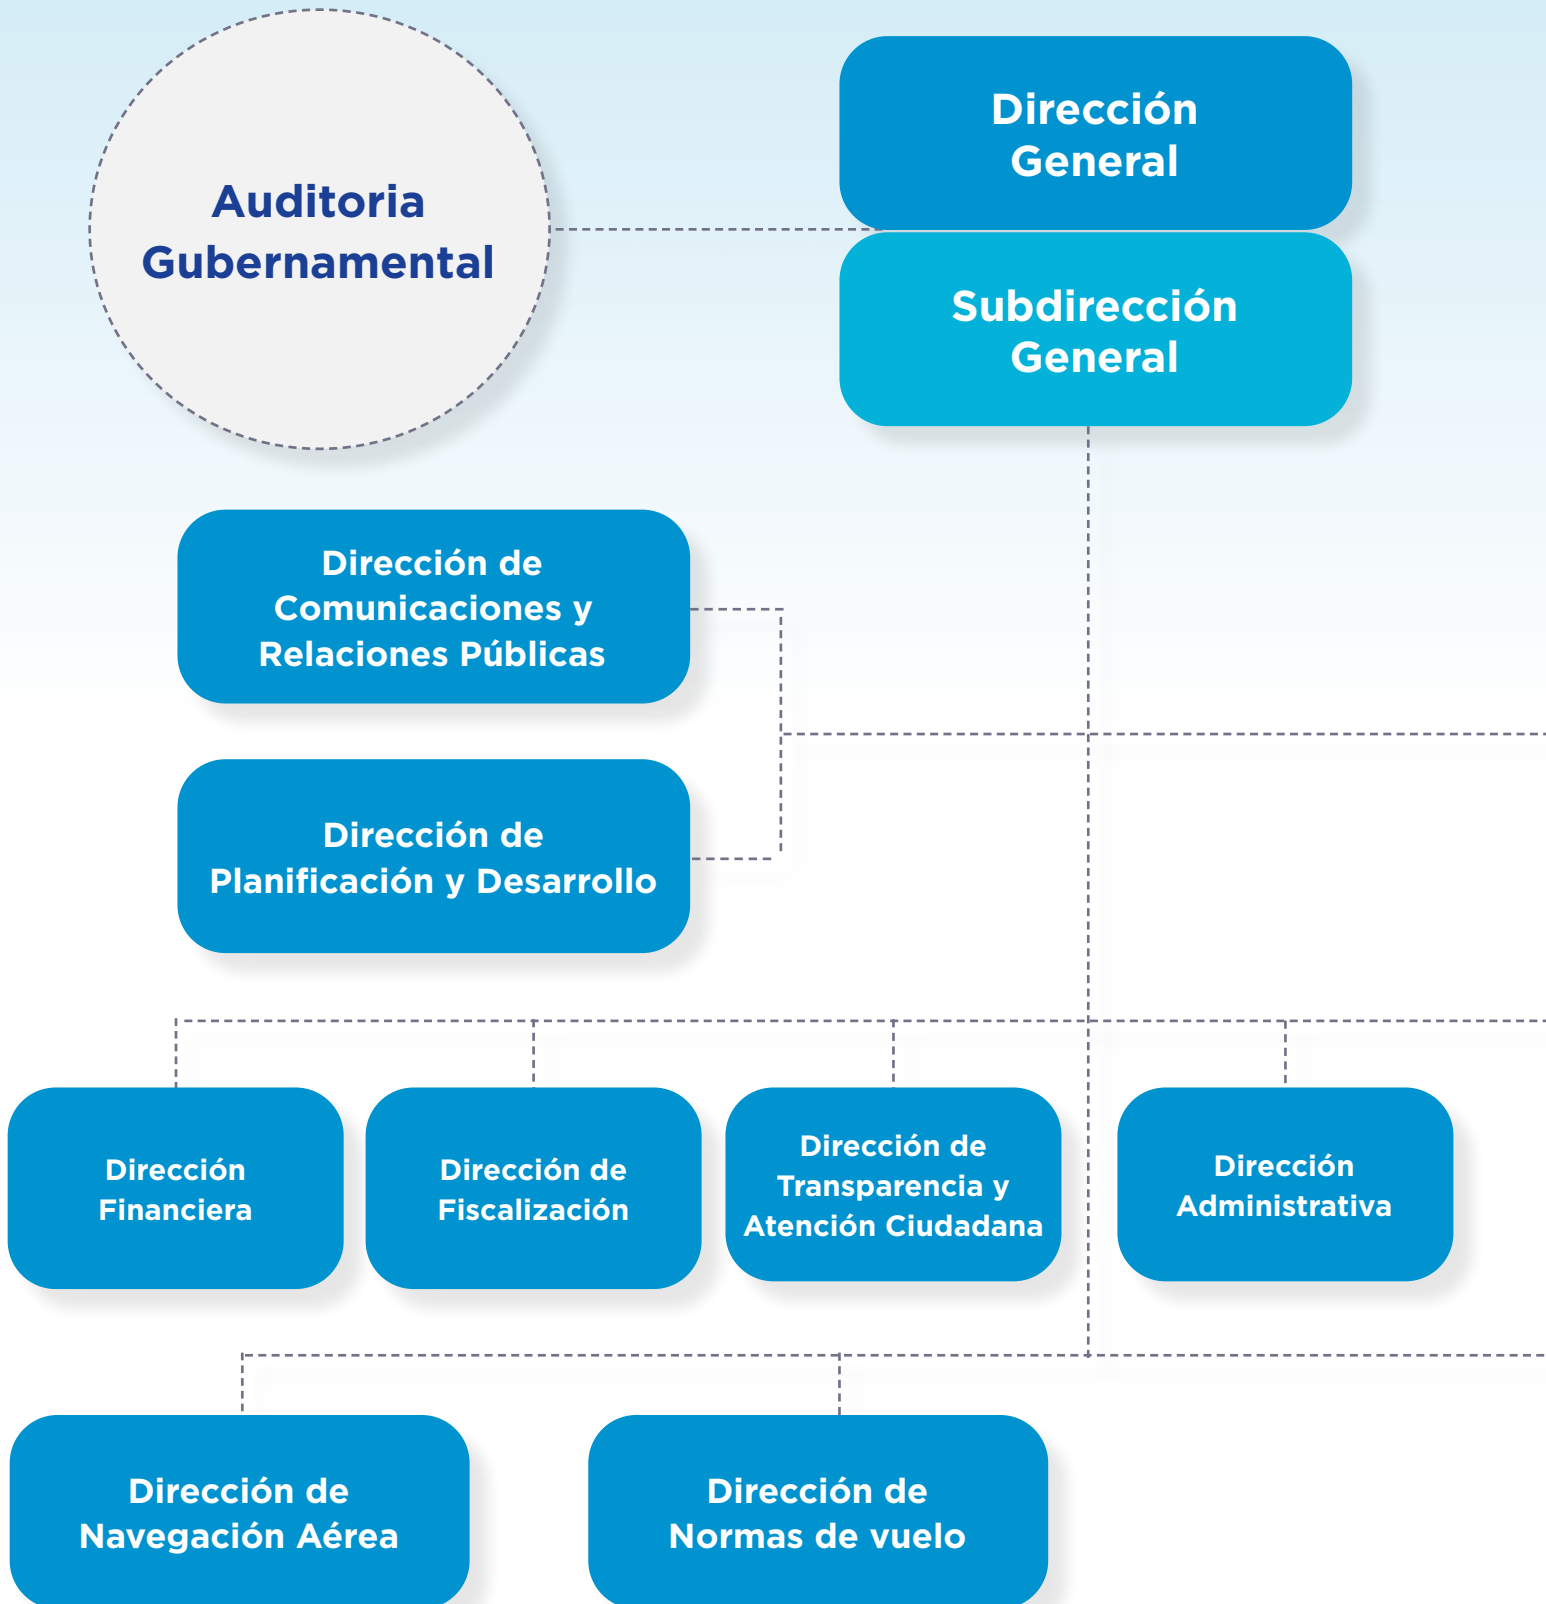 Auditoria
Gubernamental
Dirección
General
Subdirección
General
Dirección de
Comunicaciones y
Relaciones Públicas
Dirección de
Planificación y Desarrollo
Dirección
Financiera
Dirección de
Fiscalización
Dirección de
Transparencia y
Atención Ciudadana
Dirección
Administrativa
Dirección de
Navegación Aérea
Dirección de
Normas de vuelo